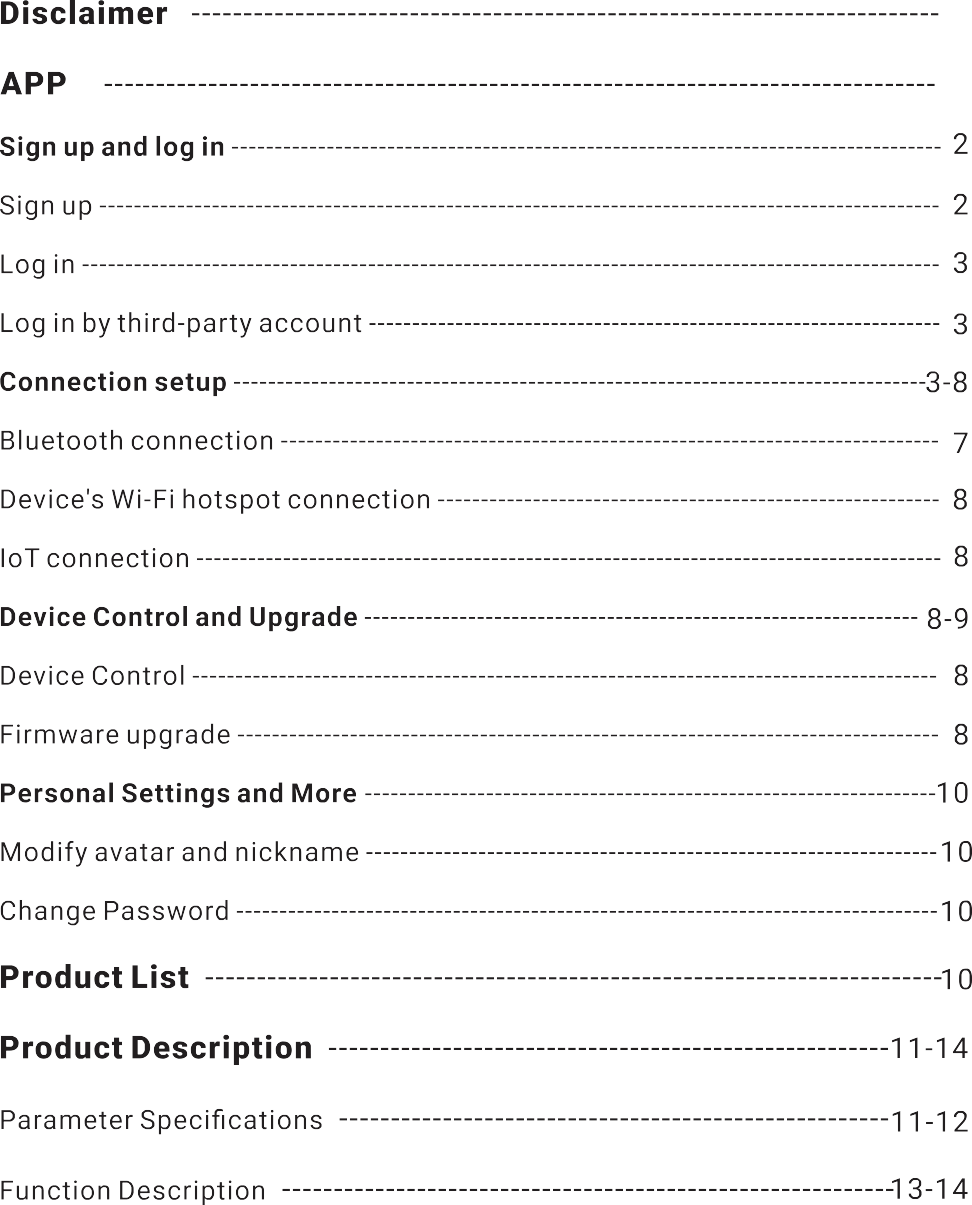 Disclaimer --------------------------------------------------------------------------
APP ----------------------------------------------------------------------------------
Sign up and log in ---------------------------------------------------------------------------------- 2
Sign up ------------------------------------------------------------------------------------------------- 2
Log in --------------------------------------------------------------------------------------------------- 3
Log in by third-party account ------------------------------------------------------------------ 3
Connection setup --------------------------------------------------------------------------------3-8
Bluetooth connection ---------------------------------------------------------------------------- 7
Device's Wi-Fi hotspot connection ---------------------------------------------------------- 8
IoT connection -------------------------------------------------------------------------------------- 8
Device Control and Upgrade ---------------------------------------------------------------- 8-9
Device Control -------------------------------------------------------------------------------------- 8
Firmware upgrade --------------------------------------------------------------------------------- 8
Personal Settings and More ------------------------------------------------------------------10
Modify avatar and nickname ------------------------------------------------------------------10
Change Password ---------------------------------------------------------------------------------10
Product List -------------------------------------------------------------------------10
Product Description -------------------------------------------------------11-14
Parameter Specifications ------------------------------------------------------11-12
Function Description ------------------------------------------------------------13-14